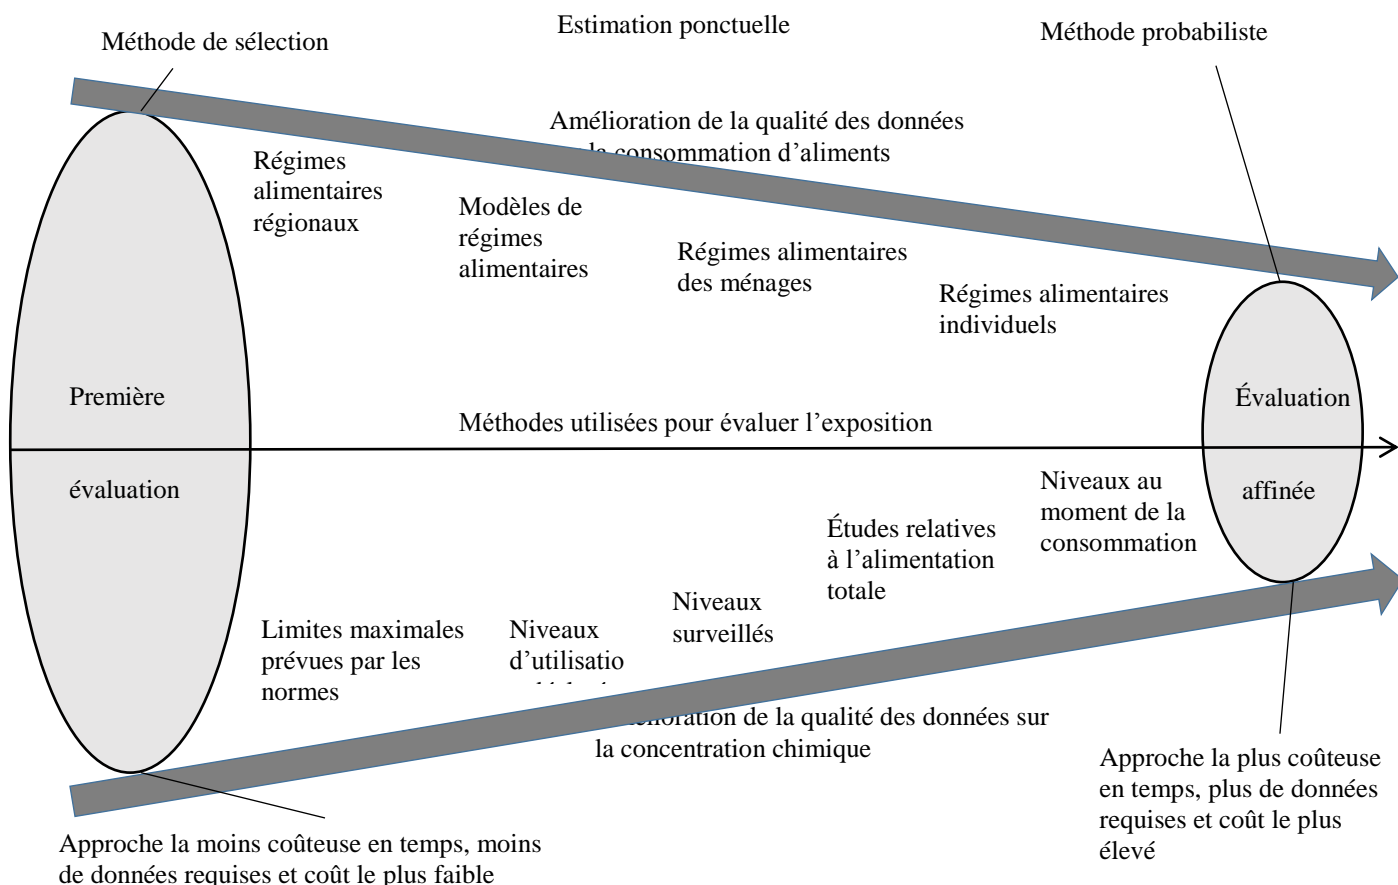 Estimation ponctuelle
Méthode de sélection
Méthode probabiliste
Amélioration de la qualité des données
consommation d’aliments
Régimes
alimentaires
régionaux
Modèles de
régimes
alimentaires
Régimes alimentaires
des ménages
Régimes alimentaires
individuels
Première
évaluation
Méthodes utilisées pour évaluer l’exposition
Évaluation
affinée
Niveaux au
moment de la
consommation
Études relatives
à l’alimentation
totale
Niveaux
surveillés
Niveaux
d’utilisatio
Limites maximales
prévues par les
normes
de la qualité des données sur
la concentration chimique
Approche la plus coûteuse
en temps, plus de données
requises et coût le plus
élevé
Approche la moins coûteuse en temps, moins
de données requises et coût le plus faible